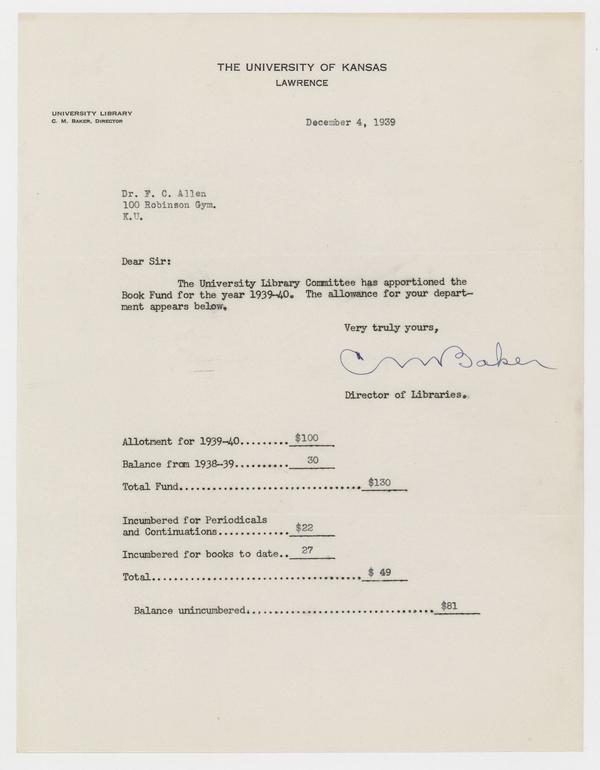 THE UNIVERSITY OF KANSAS
LAWRENCE
UNIVERSITY LIBRARY
C. M. BAKER, DIRECTOR
December 4, 1939
Dr. F. C. Allen
100 Robinson Gym.
K.U.
Dear Sir:
The University Library Committee has apportioned the
Book Fund for the year 1939-40. The allowance for your depart-
ment appears below.
Very truly yours,
C M Baker
Director of Libraries.
Allotment for 1939-40......... $100
Balance from 1938-39.......... 30
Total Fund.................................. $130
Incumbered for Periodicals
and Continuations............. $22
Incumbered for books to date.. 27
Total....................................... $ 49
Balance unincumbered.................................... $81